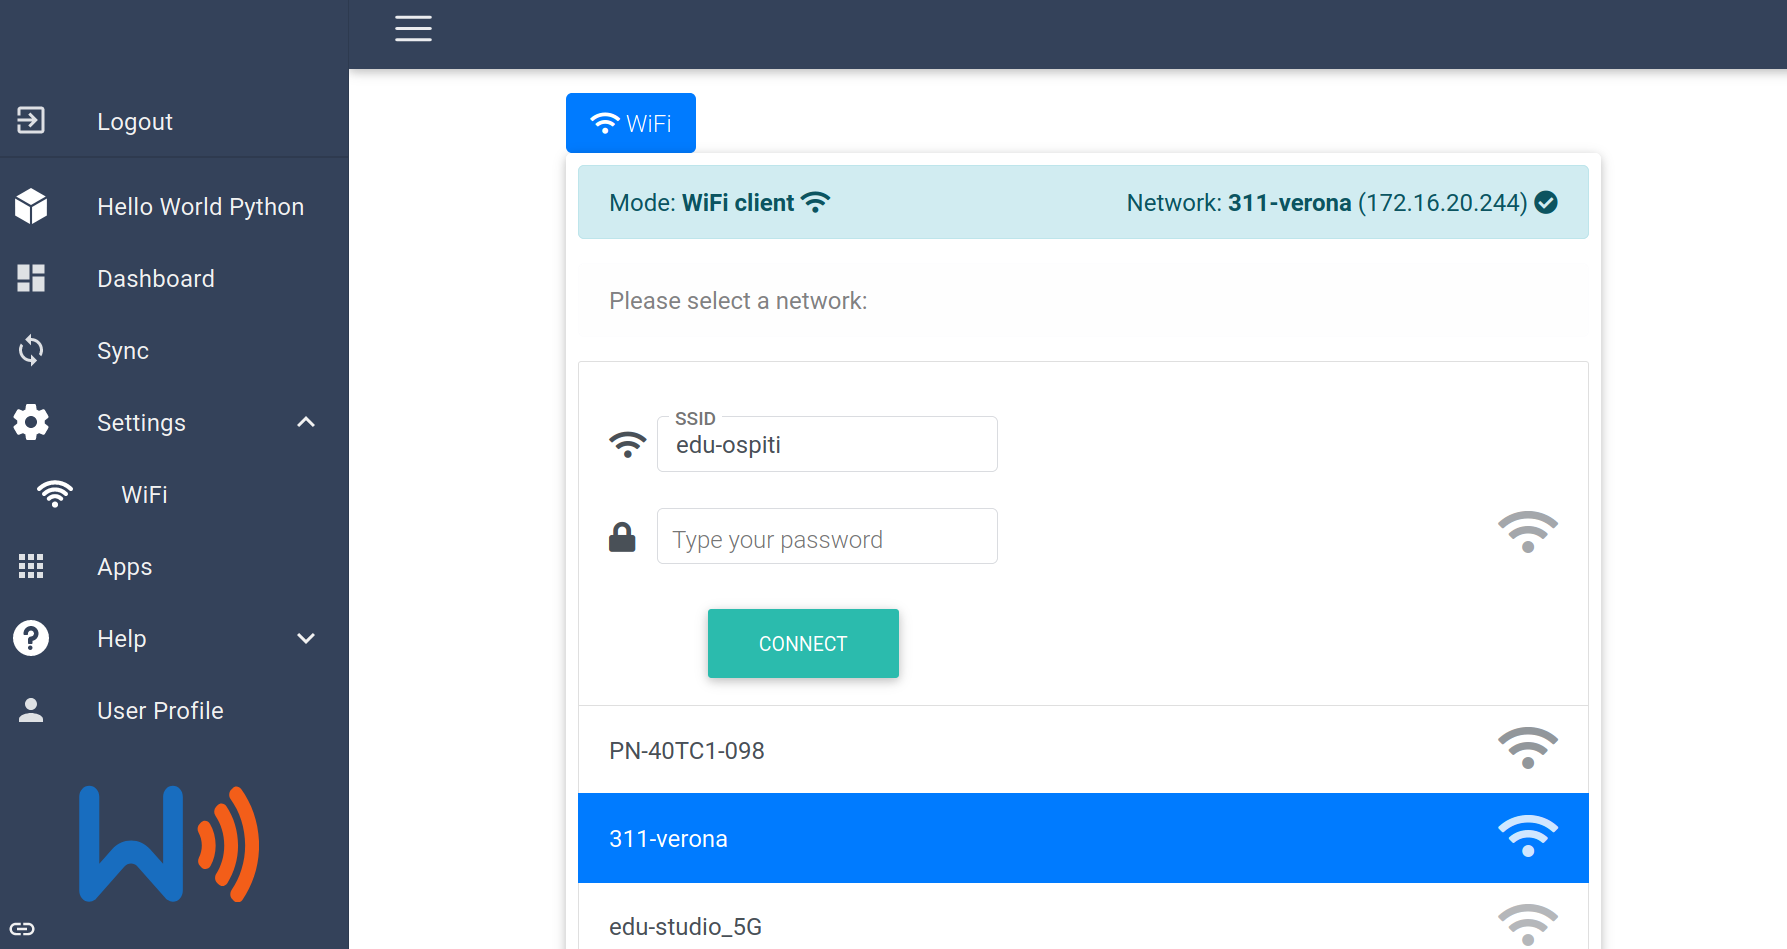 Logout
Hello World Python
Dashboard
Sync
Settings
WiFi
Apps
Help
User Profile
WiFi
Mode: WiFi client
Network: 311-verona (172.16.20.244)
Please select a network:
SSID
edu-ospiti
Type your password
CONNECT
PN-40TC1-098
311-verona
edu-studio_5G